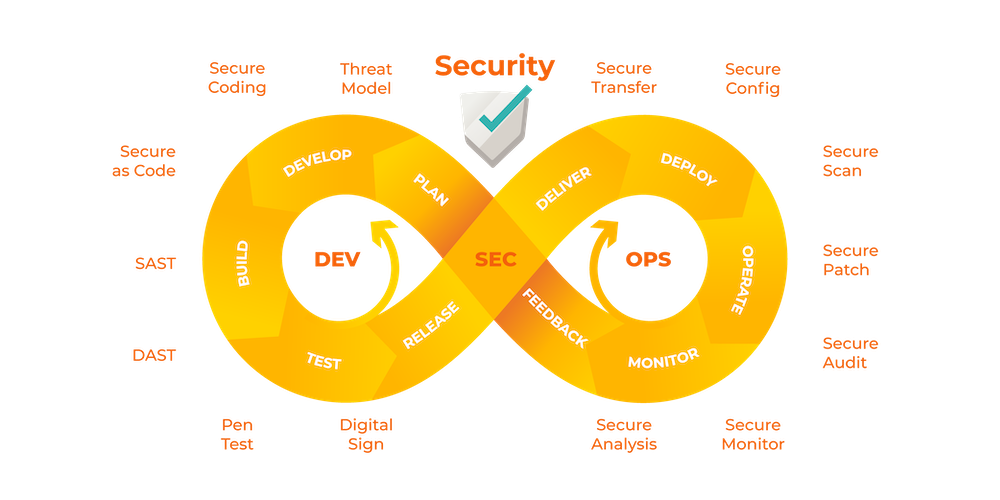 Security
Secure
Coding
Threat
Model
Secure
Transfer
Secure
Config
Secure
as Code
Secure
Scan
DEVELOP
PLAN
DELIVER
DEPLOY
SAST
BUILD
DEV
SEC
OPS
OPERATE
Secure
Patch
DAST
TEST
RELEASE
FEEDBACK
MONITOR
Secure
Audit
Pen
Test
Digital
Sign
Secure
Analysis
Secure
Monitor